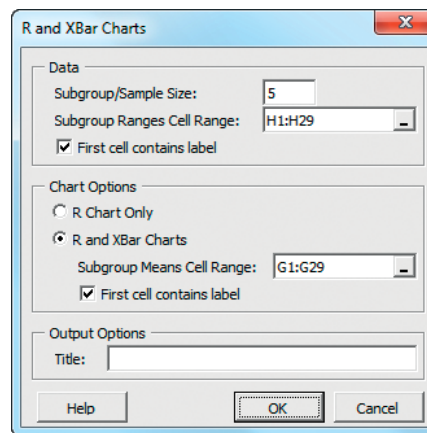 R and XBar Charts
Data
Subgroup/Sample Size: 5
Subgroup Ranges Cell Range: H1:H29
First cell contains label
Chart Options
R Chart Only
R and XBar Charts
Subgroup Means Cell Range: G1:G29
First cell contains label
Output Options
Title:
Help OK Cancel